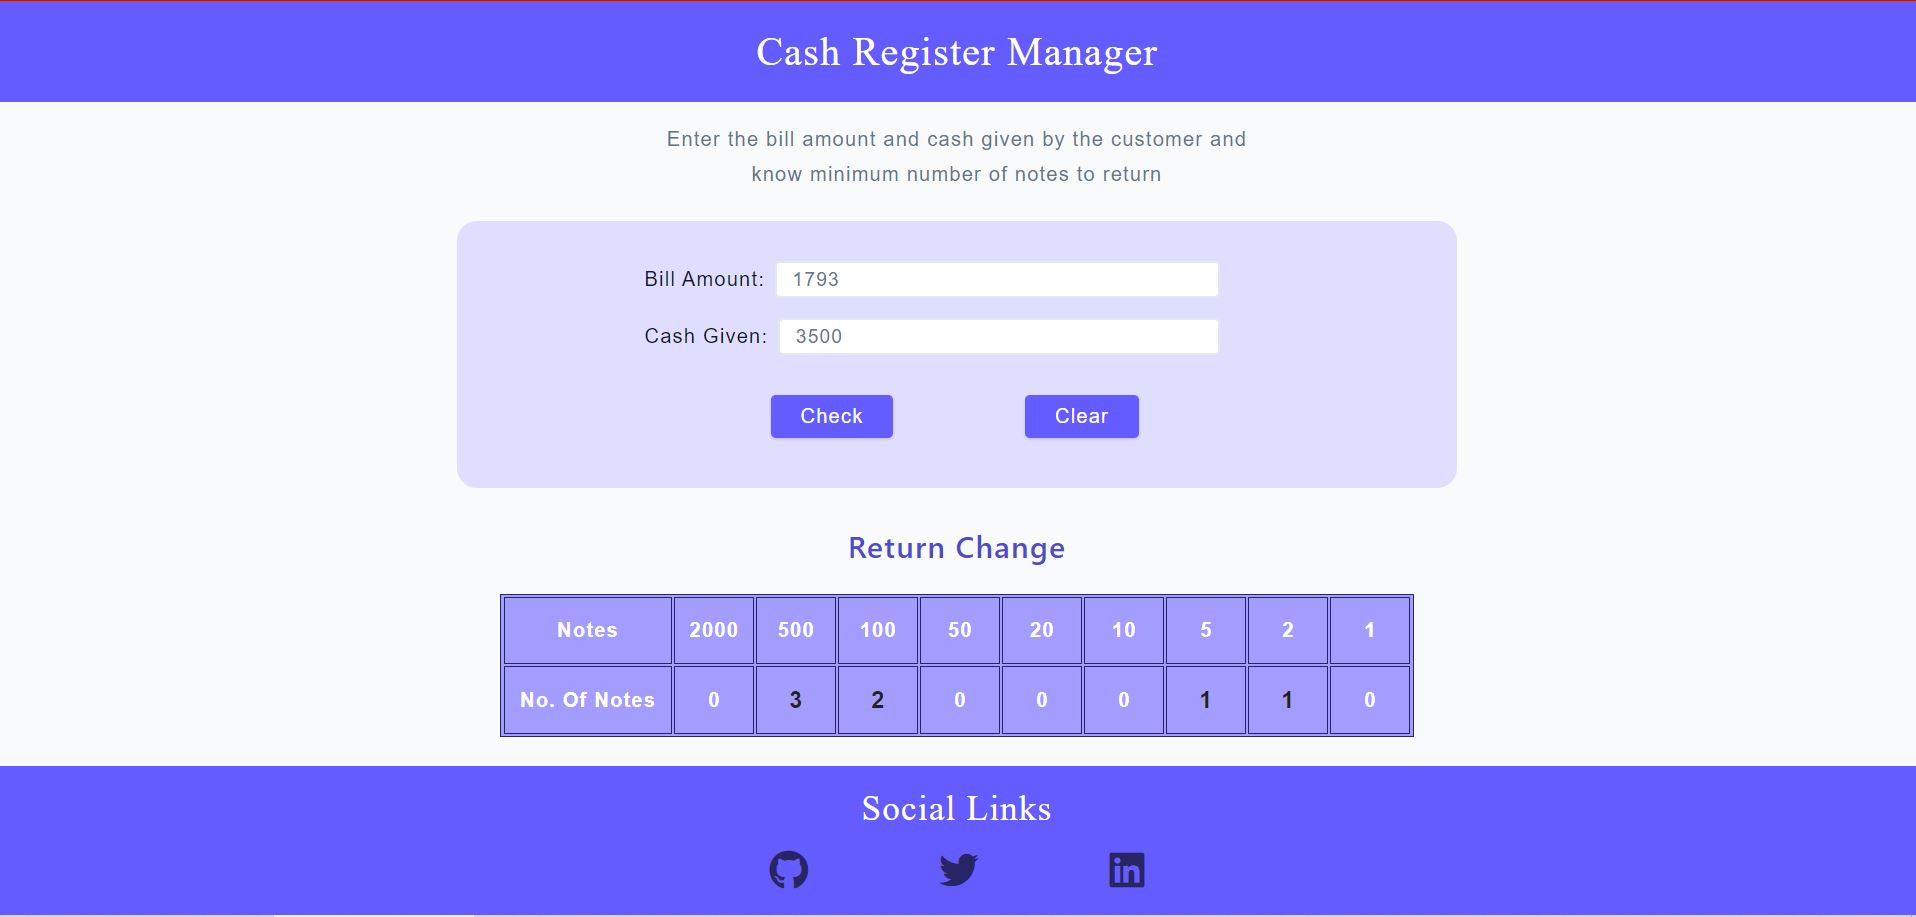 Cash Register Manager
Enter the bill amount and cash given by the customer and
know minimum number of notes to return
Bill Amount: 1793
Cash Given: 3500
Check Clear
Return Change
Notes 2000 500 100 50 20 10 5 2 1
No. Of Notes 0 3 2 0 0 0 1 1 0
Social Links
in